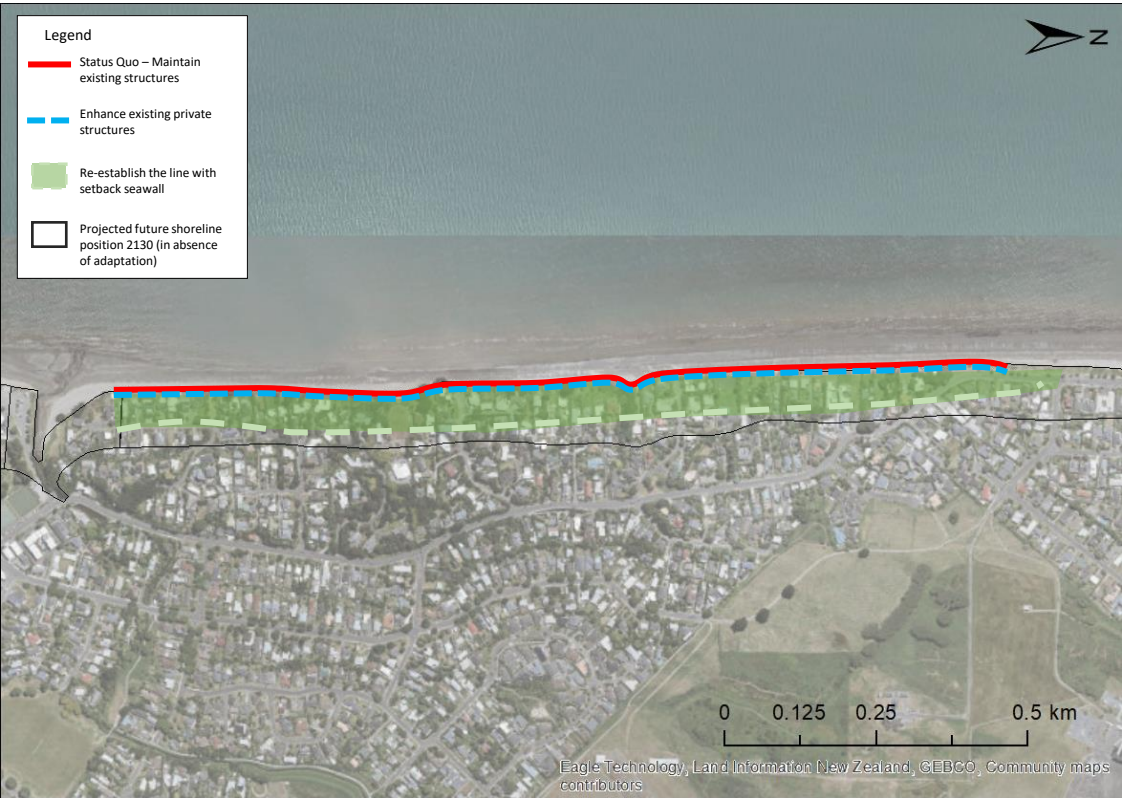 Legend
Status Quo – Maintain
existing structures
Enhance existing private
structures
Re-establish the line with
setback seawall
Projected future shoreline
position 2130 (in absence
of adaptation)
N
0 0.125 0.25 0.5 km
Eagle Technology, Land Information New Zealand, GEBCO, Community maps
contributors